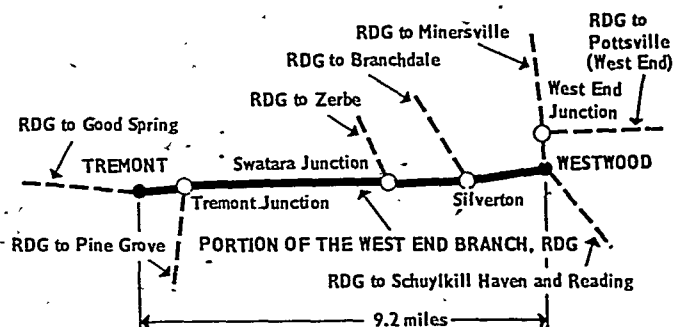 RDG to Minersville
RDG to
Pottsville
(West End)
RDG to Branchdale
West End
Junction
RDG to Zerbe
RDG to Good Spring
TREMONT
Swatara Junction
WESTWOOD
Tremont Junction
Silverton
RDG to Pine Grove
PORTION OF THE WEST END BRANCH, RDG
RDG to Schuylkill Haven and Reading
9.2 miles